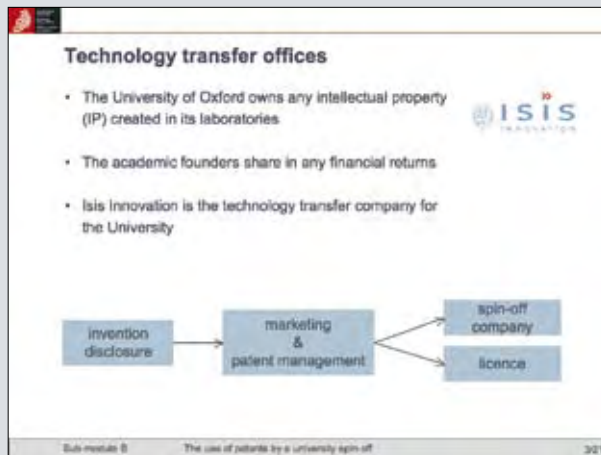 Technology transfer offices
• The University of Oxford owns any intellectual property
(IP) created in its laboratories
ISIS
INNOVATION
• The academic founders share in any financial returns
• Isis Innovation is the technology transfer company for
the University
invention
disclosure
marketing
&
patent management
spin-off
company
licence
Sub-module B The use of patents by a university spin-off 3/21